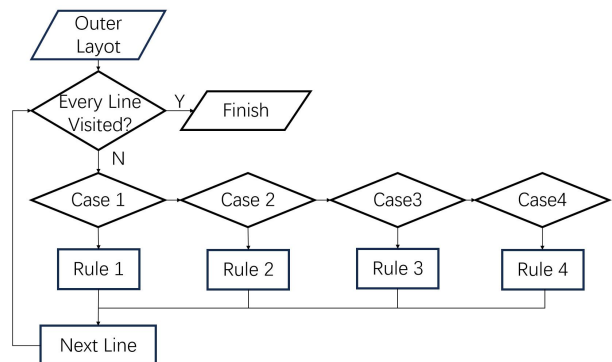 Outer
Layot
Every Line
Visited?
Y
Finish
N
Case 1
Case 2
Case3
Case4
Rule 1
Rule 2
Rule 3
Rule 4
Next Line